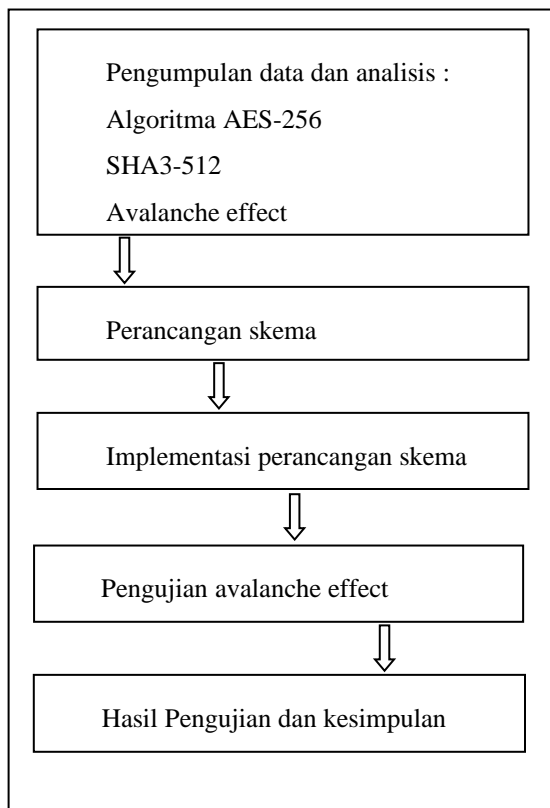 Pengumpulan data dan analisis :
Algoritma AES-256
SHA3-512
Avalanche effect
Perancangan skema
Implementasi perancangan skema
Pengujian avalanche effect
Hasil Pengujian dan kesimpulan